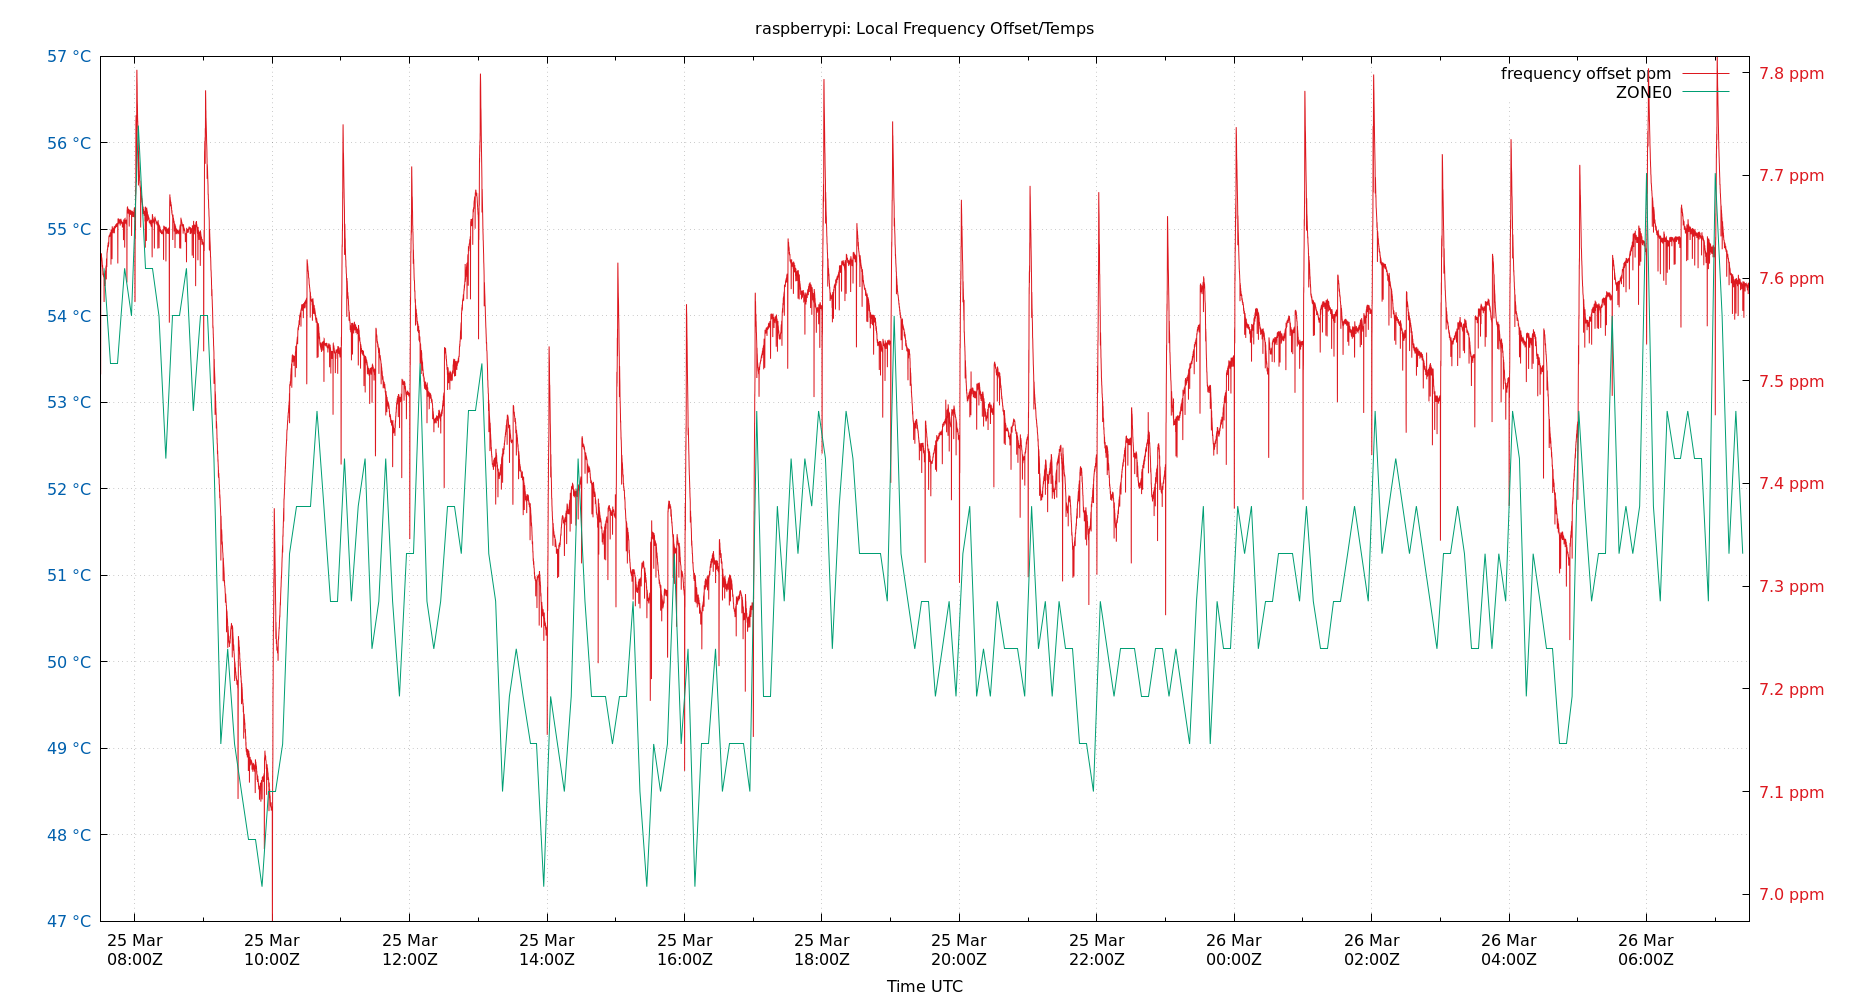 raspberrypi: Local Frequency Offset/Temps
57 °C
56 °C
55 °C
54 °C
53 °C
52 °C
51 °C
50 °C
49 °C
48 °C
47 °C
frequency offset ppm
ZONE0
7.8 ppm
7.7 ppm
7.6 ppm
7.5 ppm
7.4 ppm
7.3 ppm
7.2 ppm
7.1 ppm
7.0 ppm
25 Mar 25 Mar 25 Mar 25 Mar 25 Mar 25 Mar 25 Mar 25 Mar 26 Mar 26 Mar 26 Mar 26 Mar
08:00Z 10:00Z 12:00Z 14:00Z 16:00Z 18:00Z 20:00Z 22:00Z 00:00Z 02:00Z 04:00Z 06:00Z
Time UTC